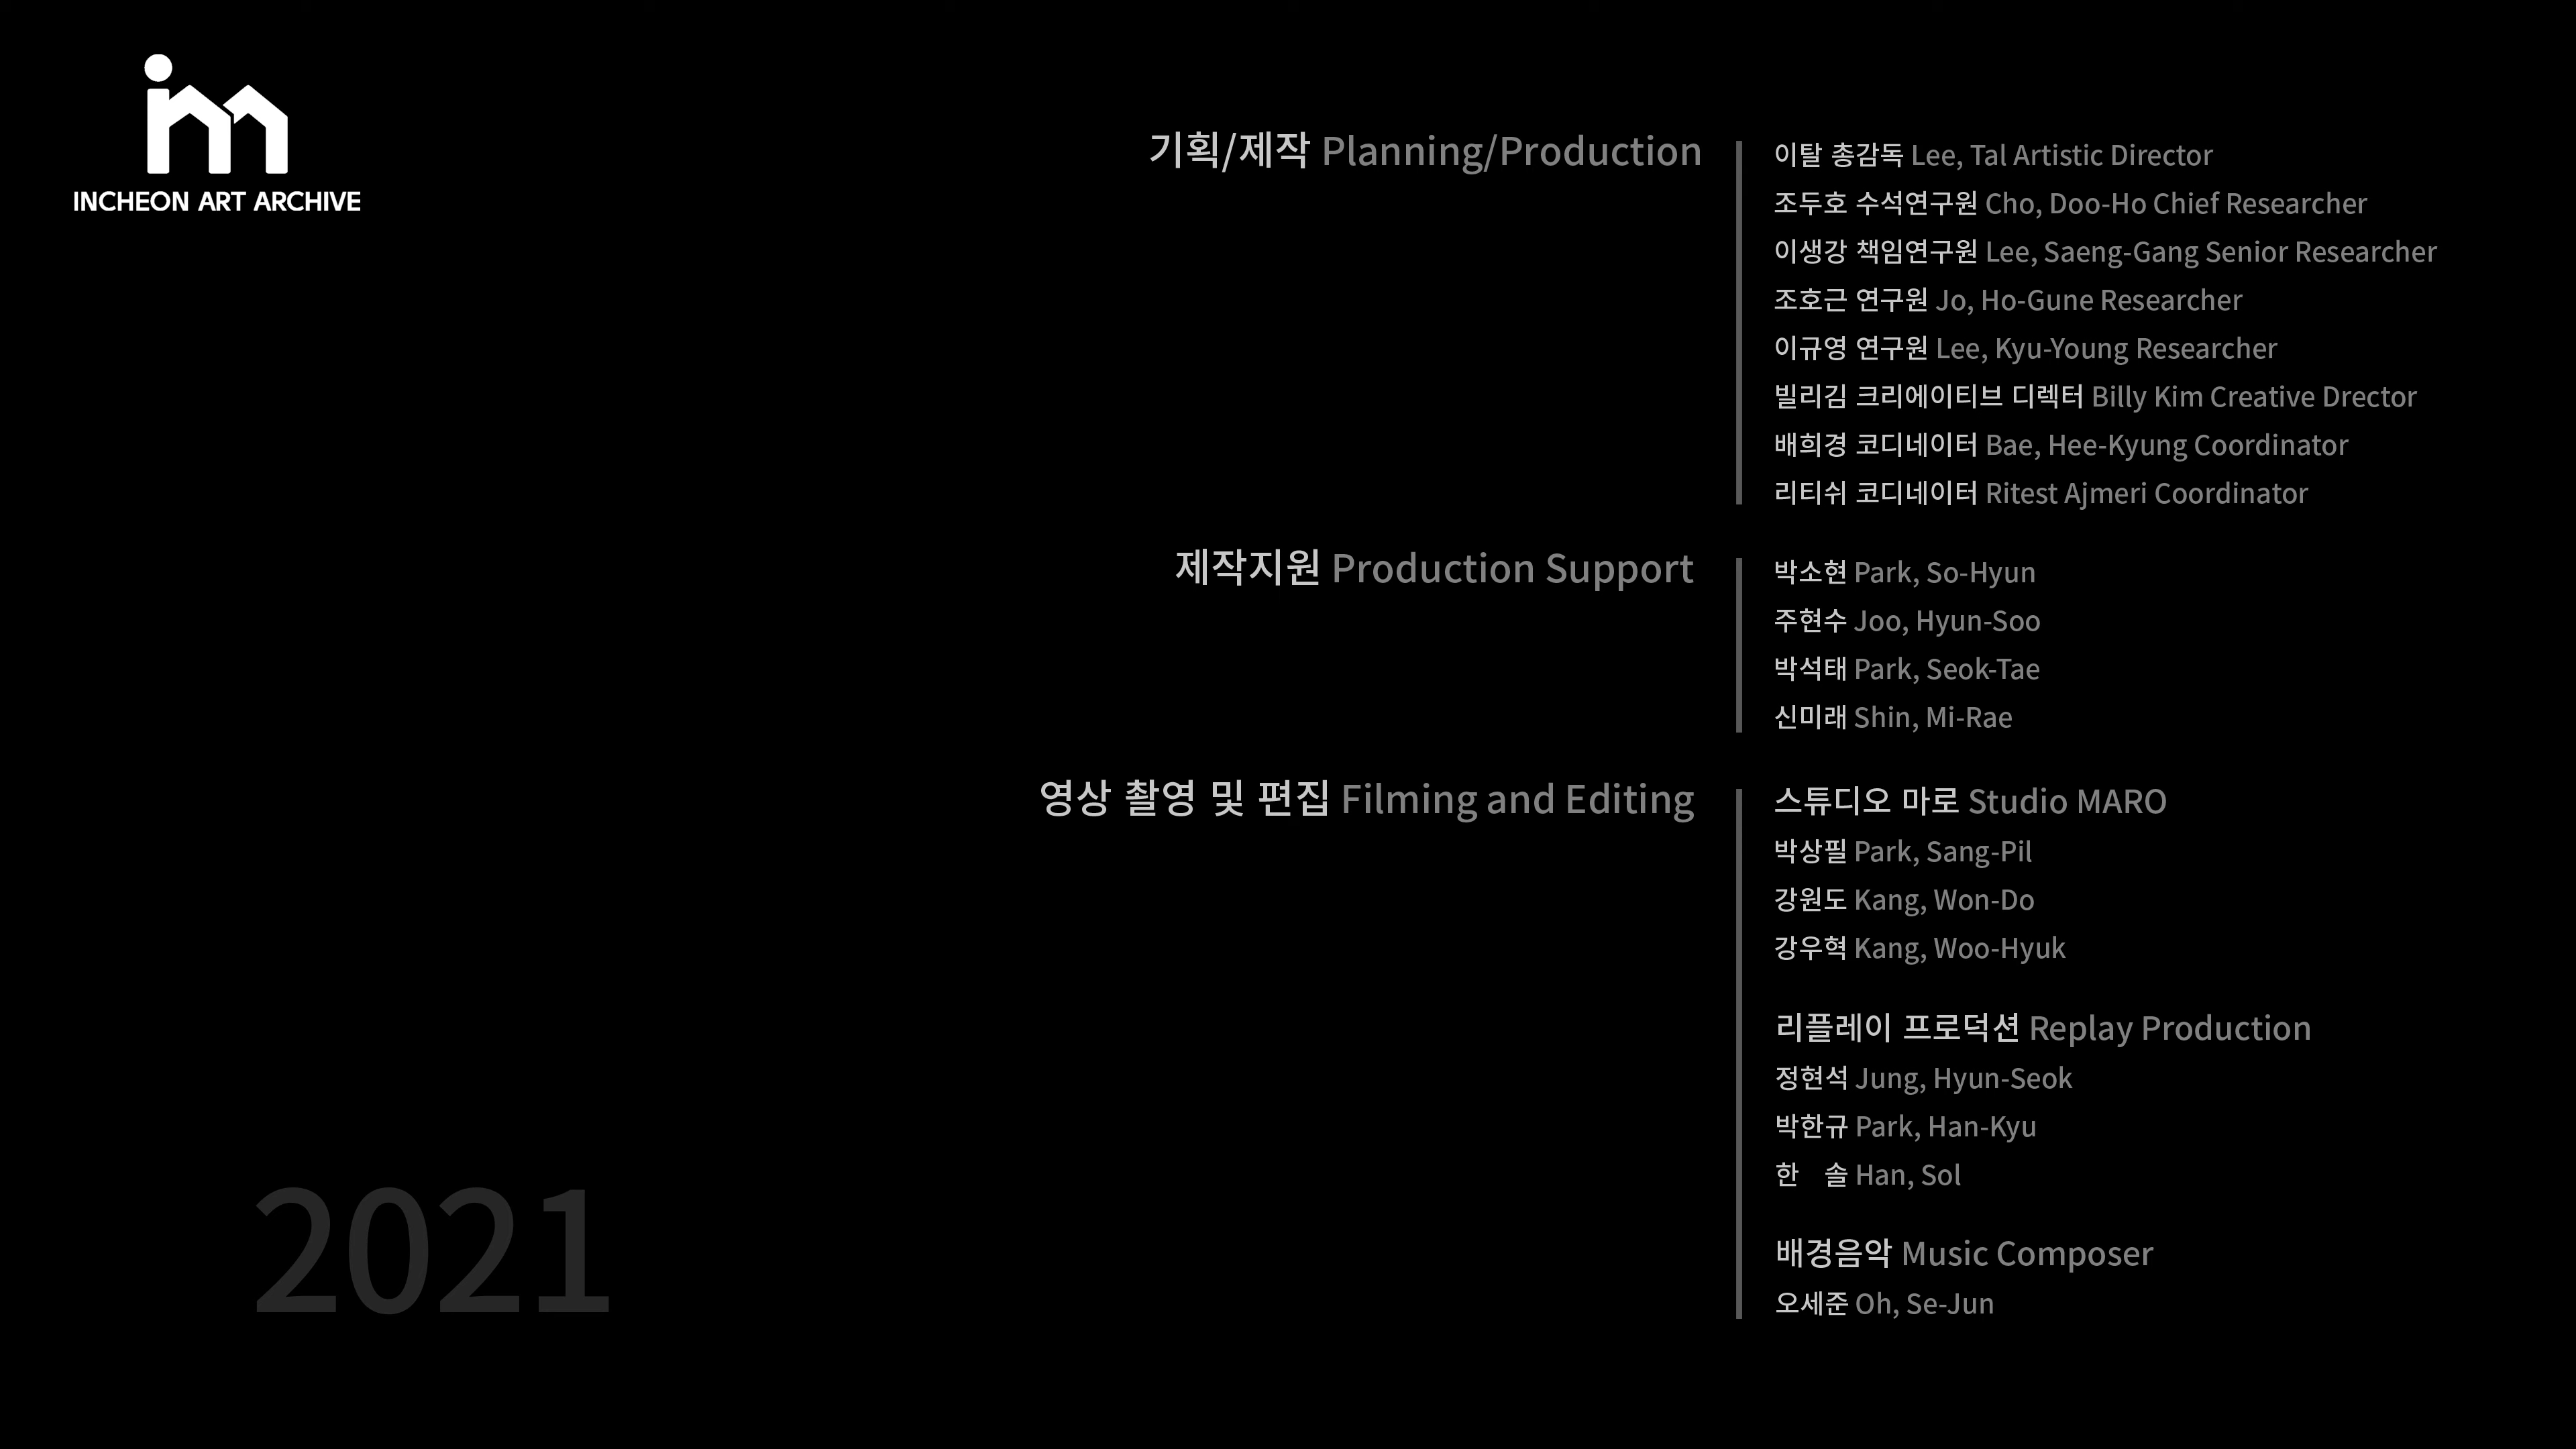 im
INCHEON ART ARCHIVE
기획/제작 Planning/Production
이탈 총감독 Lee, Tal Artistic Director
조두호 수석연구원 Cho, Doo-Ho Chief Researcher
이생강 책임연구원 Lee, Saeng-Gang Senior Researcher
조호근 연구원 Jo, Ho-Gune Researcher
이규영 연구원 Lee, Kyu-Young Researcher
빌리김 크리에이티브 디렉터 Billy Kim Creative Drector
배희경 코디네이터 Bae, Hee-Kyung Coordinator
리티쉬 코디네이터 Ritest Ajmeri Coordinator
제작지원 Production Support
박소현 Park, So-Hyun
주현수 Joo, Hyun-Soo
박석태 Park, Seok-Tae
신미래 Shin, Mi-Rae
영상 촬영 및 편집 Filming and Editing
스튜디오 마로 Studio MARO
박상필 Park, Sang-Pil
강원도 Kang, Won-Do
강우혁 Kang, Woo-Hyuk
리플레이 프로덕션 Replay Production
정현석 Jung, Hyun-Seok
박한규 Park, Han-Kyu
한 솔 Han, Sol
배경음악 Music Composer
오세준 Oh, Se-Jun
2021